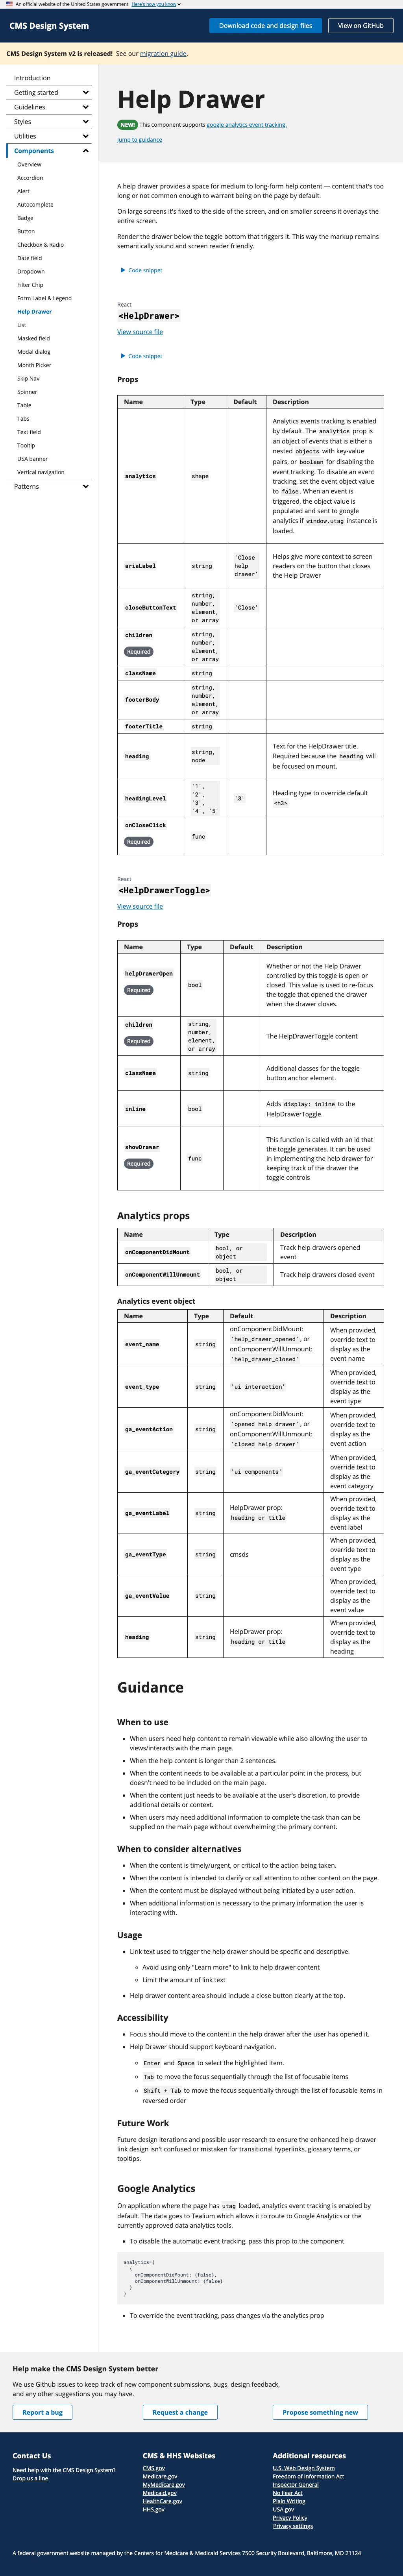 An official website of the United States government Here's how you know
CMS Design System
Download code and design files
View on GitHub
CMS Design System v2 is released! See our migration guide.
Introduction
Getting started
Guidelines
Styles
Utilities
Components
Overview
Accordion
Alert
Autocomplete
Badge
Button
Checkbox & Radio
Date field
Dropdown
Filter Chip
Form Label & Legend
Help Drawer
List
Masked field
Modal dialog
Month Picker
Skip Nav
Spinner
Table
Tabs
Text field
Tooltip
USA banner
Vertical navigation
Patterns
Help Drawer
NEW! This component supports google analytics event tracking.
Jump to guidance
A help drawer provides a space for medium to long-form help content — content that's too
long or not common enough to warrant being on the page by default.
On large screens it's fixed to the side of the screen, and on smaller screens it overlays the
entire screen.
Render the drawer below the toggle button that triggers it. This way the markup remains
semantically sound and screen reader friendly.
Code snippet
React
<HelpDrawer>
View source file
Code snippet
Props
Name Type Default Description
analytics shape
Analytics events tracking is enabled
by default. The analytics prop is
an object of events that is either a
nested objects with key-value
pairs, or boolean for disabling the
event tracking. To disable an event
tracking, set the event object value
to false. When an event is
triggered, the object value is
populated and sent to google
analytics if window.utag instance is
loaded.
ariaLabel string
'Close
help
drawer'
Helps give more context to screen
readers on the button that closes
the Help Drawer
closeButtonText
string,
number,
element,
or array
'Close'
children
Required
string,
number,
element,
or array
className string
footerBody
string,
number,
element,
or array
footerTitle string
heading
string,
node
Text for the HelpDrawer title.
Required because the heading will
be focused on mount.
headingLevel
'1',
'2',
'3',
'4', '5'
'3'
Heading type to override default
<h3>
onCloseClick
Required
func
React
<HelpDrawerToggle>
View source file
Props
Name Type Default Description
helpDrawerOpen
Required
bool
Whether or not the Help Drawer
controlled by this toggle is open or
closed. This value is used to re-focus
the toggle that opened the drawer
when the drawer closes.
children
Required
string,
number,
element,
or array
The HelpDrawerToggle content
className string
Additional classes for the toggle
button anchor element.
inline bool
Adds display: inline to the
HelpDrawerToggle.
showDrawer
Required
func
This function is called with an id that
the toggle generates. It can be used
in implementing the help drawer for
keeping track of the drawer the
toggle controls
Analytics props
Name Type Description
onComponentDidMount
bool, or
object
Track help drawers opened
event
onComponentWillUnmount
bool, or
object
Track help drawers closed event
Analytics event object
Name Type Default Description
event_name string
onComponentDidMount:
'help_drawer_opened', or
onComponentWillUnmount:
'help_drawer_closed'
When provided,
override text to
display as the
event name
event_type string 'ui interaction'
When provided,
override text to
display as the
event type
ga_eventAction string
onComponentDidMount:
'opened help drawer', or
onComponentWillUnmount:
'closed help drawer'
When provided,
override text to
display as the
event action
ga_eventCategory string 'ui components'
When provided,
override text to
display as the
event category
ga_eventLabel string
HelpDrawer prop:
heading or title
When provided,
override text to
display as the
event label
ga_eventType string cmsds
When provided,
override text to
display as the
event type
ga_eventValue string
When provided,
override text to
display as the
event value
heading string
HelpDrawer prop:
heading or title
When provided,
override text to
display as the
heading
Guidance
When to use
When users need help content to remain viewable while also allowing the user to
views/interacts with the main page.
When the help content is longer than 2 sentences.
When the content needs to be available at a particular point in the process, but
doesn't need to be included on the main page.
When the content just needs to be available at the user's discretion, to provide
additional details or context.
When users may need additional information to complete the task than can be
supplied on the main page without overwhelming the primary content.
When to consider alternatives
When the content is timely/urgent, or critical to the action being taken.
When the content is intended to clarify or call attention to other content on the page.
When the content must be displayed without being initiated by a user action.
When additional information is necessary to the primary information the user is
interacting with.
Usage
Link text used to trigger the help drawer should be specific and descriptive.
Avoid using only "Learn more" to link to help drawer content
Limit the amount of link text
Help drawer content area should include a close button clearly at the top.
Accessibility
Focus should move to the content in the help drawer after the user has opened it.
Help Drawer should support keyboard navigation.
Enter and Space to select the highlighted item.
Tab to move the focus sequentially through the list of focusable items
Shift + Tab to move the focus sequentially through the list of focusable items in
reversed order
Future Work
Future design iterations and possible user research to ensure the enhanced help drawer
link design isn't confused or mistaken for transitional hyperlinks, glossary terms, or
tooltips.
Google Analytics
On application where the page has utag loaded, analytics event tracking is enabled by
default. The data goes to Tealium which allows it to route to Google Analytics or the
currently approved data analytics tools.
To disable the automatic event tracking, pass this prop to the component
analytics={
{
onComponentDidMount: {false},
onComponentWillUnmount: {false}
}
}
To override the event tracking, pass changes via the analytics prop
Help make the CMS Design System better
We use Github issues to keep track of new component submissions, bugs, design feedback,
and any other suggestions you may have.
Report a bug
Request a change
Propose something new
Contact Us
Need help with the CMS Design System?
Drop us a line
CMS & HHS Websites
CMS.gov
Medicare.gov
MyMedicare.gov
Medicaid.gov
HealthCare.gov
HHS.gov
Additional resources
U.S. Web Design System
Freedom of Information Act
Inspector General
No Fear Act
Plain Writing
USA.gov
Privacy Policy
Privacy settings
A federal government website managed by the Centers for Medicare & Medicaid Services 7500 Security Boulevard, Baltimore, MD 21124